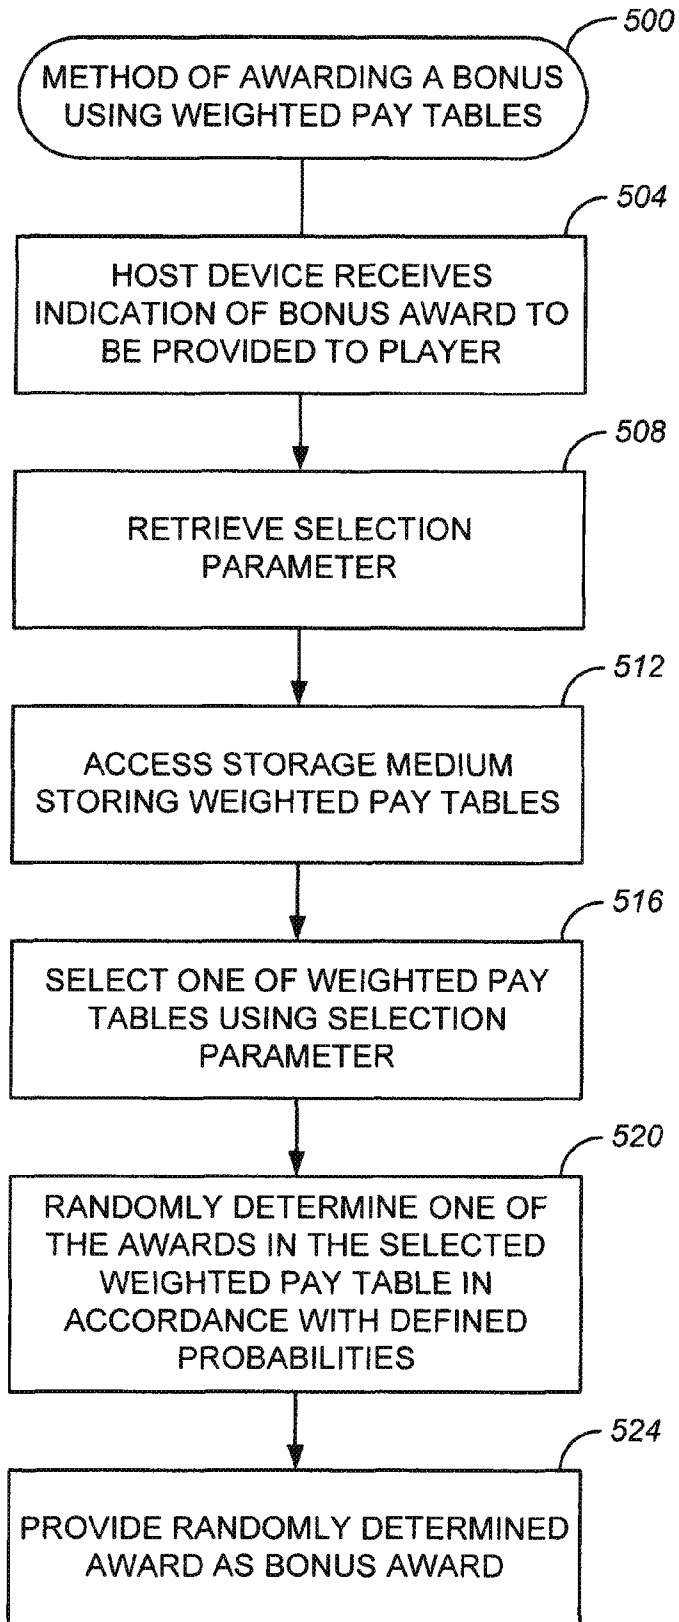 500
METHOD OF AWARDING A BONUS
USING WEIGHTED PAY TABLES
504
HOST DEVICE RECEIVES
INDICATION OF BONUS AWARD TO
BE PROVIDED TO PLAYER
508
RETRIEVE SELECTION
PARAMETER
512
ACCESS STORAGE MEDIUM
STORING WEIGHTED PAY TABLES
516
SELECT ONE OF WEIGHTED PAY
TABLES USING SELECTION
PARAMETER
520
RANDOMLY DETERMINE ONE OF
THE AWARDS IN THE SELECTED
WEIGHTED PAY TABLE IN
ACCORDANCE WITH DEFINED
PROBABILITIES
524
PROVIDE RANDOMLY DETERMINED
AWARD AS BONUS AWARD